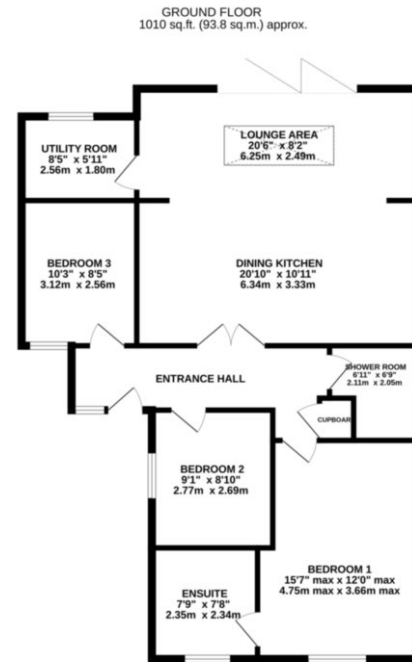 GROUND FLOOR
1010 sq.ft. (93.8 sq.m.) approx.
LOUNGE AREA
20'6" x 8'2"
6.25m x 2.49m
UTILITY ROOM
8'5" x 5'11"
2.56m x 1.80m
BEDROOM 3
10'3" x 8'5"
3.12m x 2.56m
DINING KITCHEN
20'10" x 10'11"
6.34m x 3.33m
SHOWER ROOM
6'11" x 6'9"
2.11m x 2.05m
ENTRANCE HALL
CUPBOARD
BEDROOM 2
9'1" x 8'10"
2.77m x 2.69m
BEDROOM 1
15'7" max x 12'0" max
4.75m max x 3.66m max
ENSUITE
7'9" x 7'8"
2.35m x 2.34m